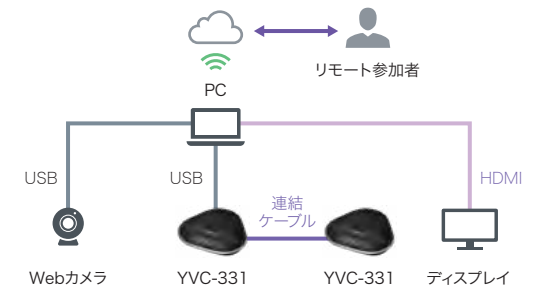 リモート参加者
PC
USB
USB
連結
ケーブル
HDMI
Webカメラ
YVC-331
YVC-331
ディスプレイ